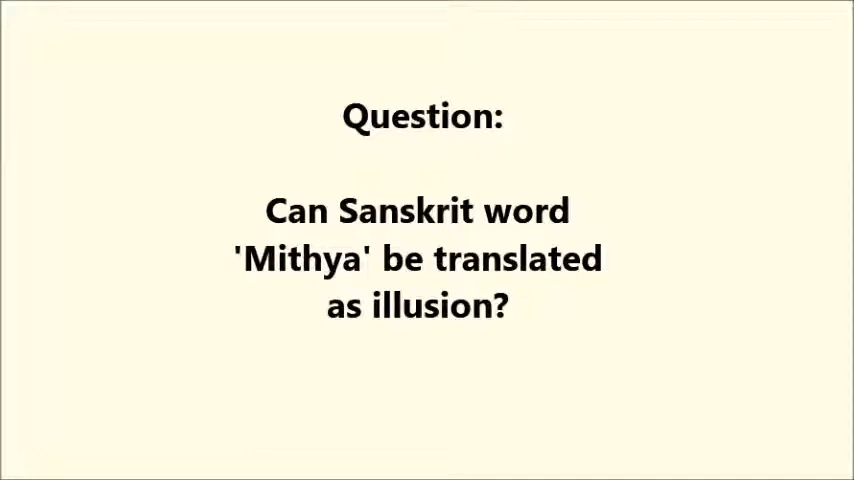 Question:
Can Sanskrit word
'Mithya' be translated
as illusion?